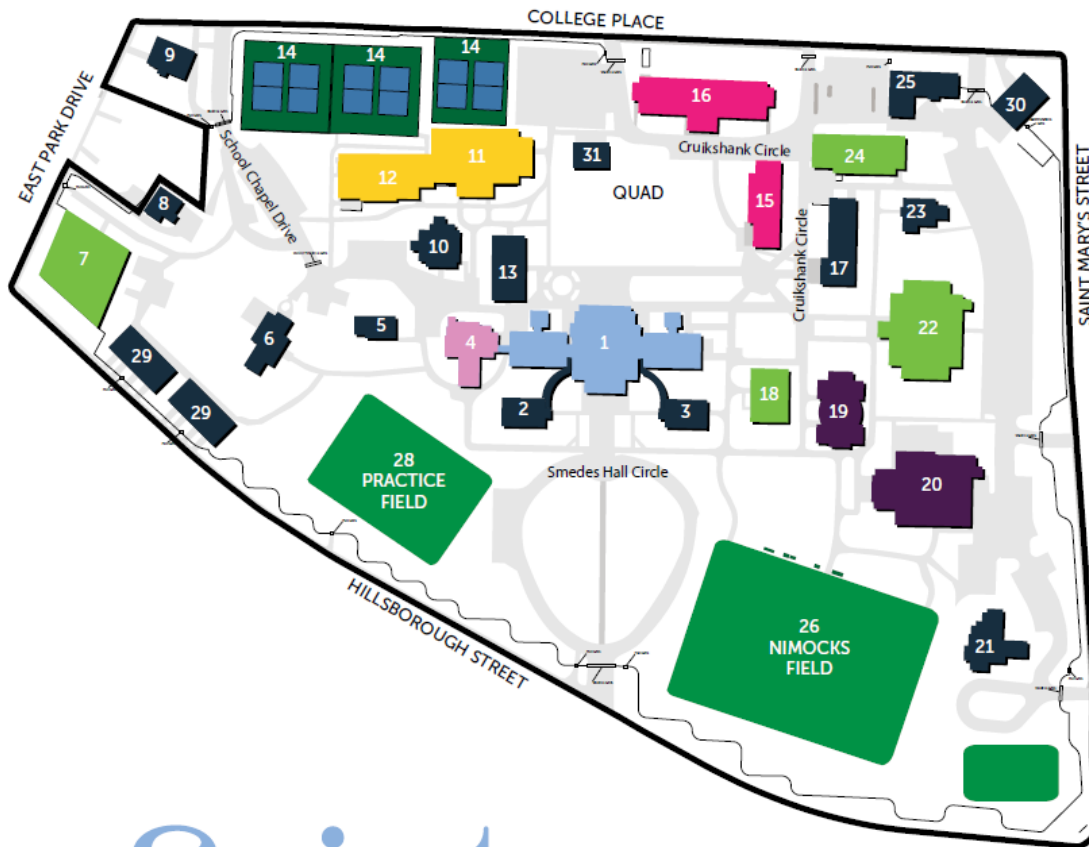 COLLEGE PLACE
9
14
14
14
16
25
30
EAST PARK DRIVE
School Chapel Drive
11
12
31
Cruikshank Circle
24
QUAD
SAINT MARY'S STREET
8
15
23
7
10
13
Cruikshank Circle
17
6
5
4
1
22
29
29
2
3
18
19
28
PRACTICE
FIELD
Smedes Hall Circle
20
HILLSBOROUGH STREET
26
NIMOCKS
FIELD
21